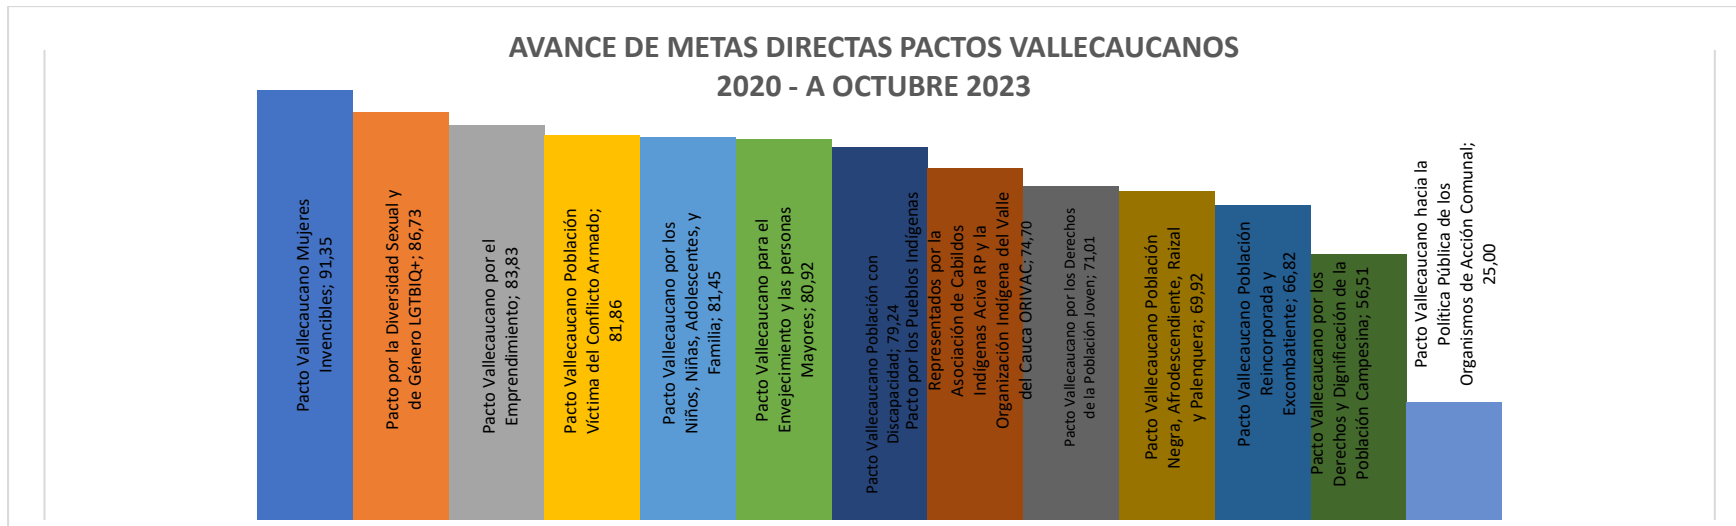 AVANCE DE METAS DIRECTAS PACTOS VALLECAUCANOS
2020 - A OCTUBRE 2023
Pacto Vallecaucano Mujeres
Invencibles; 91,35
Pacto por la Diversidad Sexual y
de Género LGTBIQ+; 86,73
Pacto Vallecaucano por el
Emprendimiento; 83,83
Pacto Vallecaucano Población
Víctima del Conflicto Armado;
81,86
Pacto Vallecaucano por los
Niños, Niñas, Adolescentes, y
Familia; 81,45
Pacto Vallecaucano para el
Envejecimiento y las personas
Mayores; 80,92
Pacto Vallecaucano Población con
Discapacidad; 79,24
Pacto por los Pueblos Indígenas
Representados por la
Asociación de Cabildos
Indígenas Aciva RP y la
Organización Indígena del Valle
del Cauca ORIVAC; 74,70
Pacto Vallecaucano por los Derechos
de la Población Joven; 71,01
Pacto Vallecaucano Población
Negra, Afrodescendiente, Raizal
y Palenquera; 69,92
Pacto Vallecaucano Población
Reincorporada y
Excombatiente; 66,82
Pacto Vallecaucano por los
Derechos y Dignificación de la
Población Campesina; 56,51
Pacto Vallecaucano hacia la
Política Pública de los
Organismos de Acción Comunal;
25,00